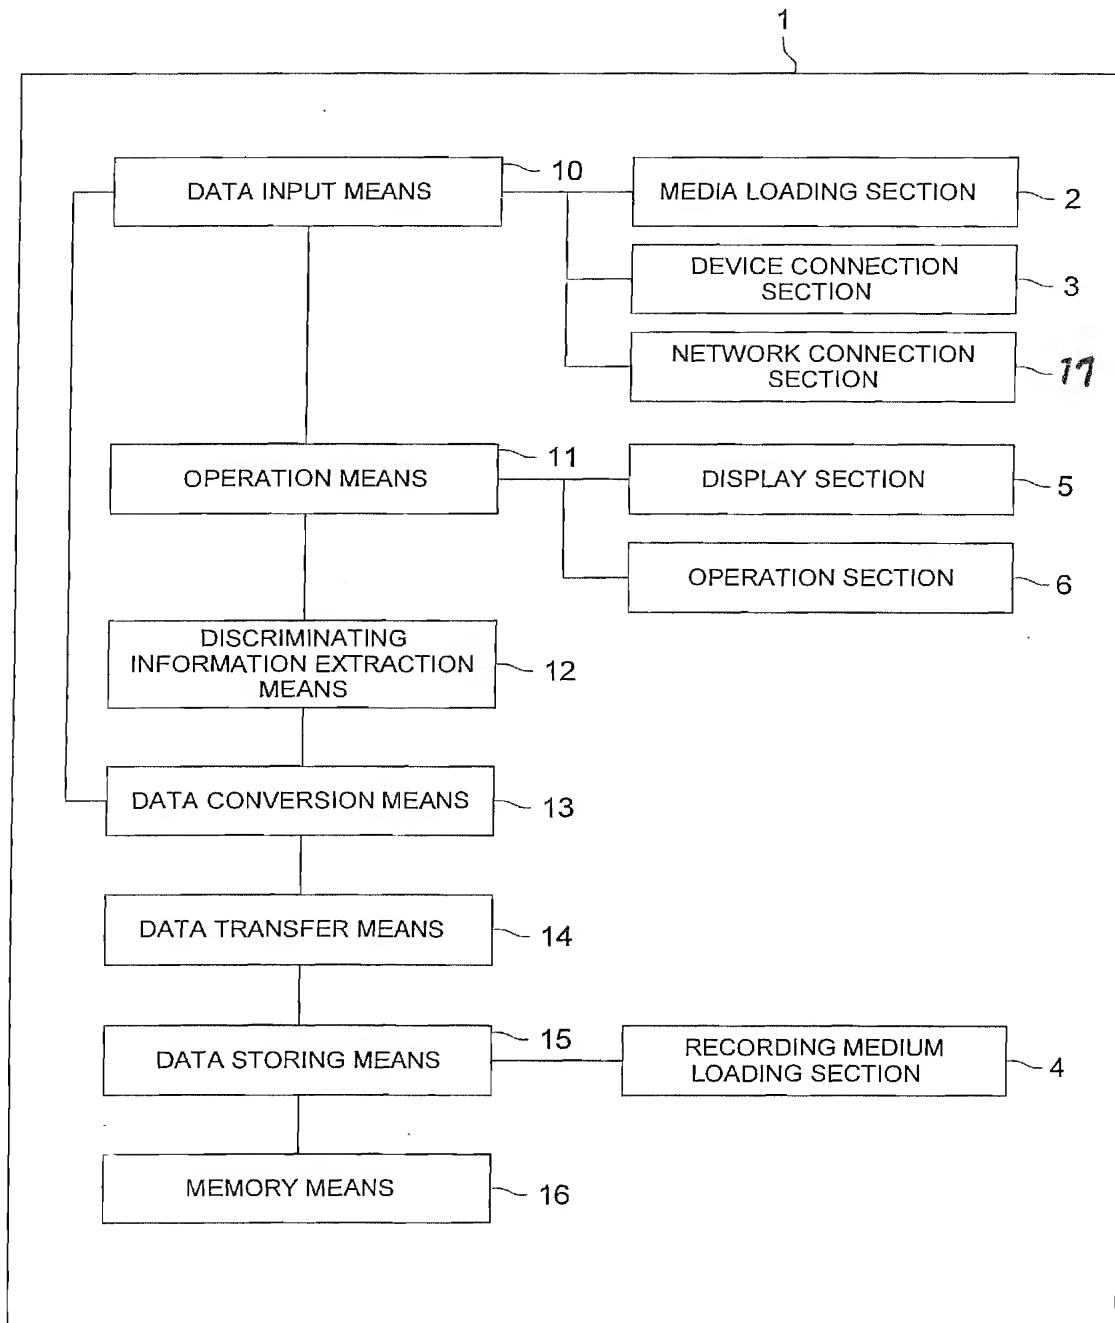 1
DATA INPUT MEANS
10
MEDIA LOADING SECTION
2
DEVICE CONNECTION
SECTION
3
NETWORK CONNECTION
SECTION
17
OPERATION MEANS
11
DISPLAY SECTION
5
OPERATION SECTION
6
DISCRIMINATING
INFORMATION EXTRACTION
MEANS
12
DATA CONVERSION MEANS
13
DATA TRANSFER MEANS
14
DATA STORING MEANS
15
RECORDING MEDIUM
LOADING SECTION
4
MEMORY MEANS
16